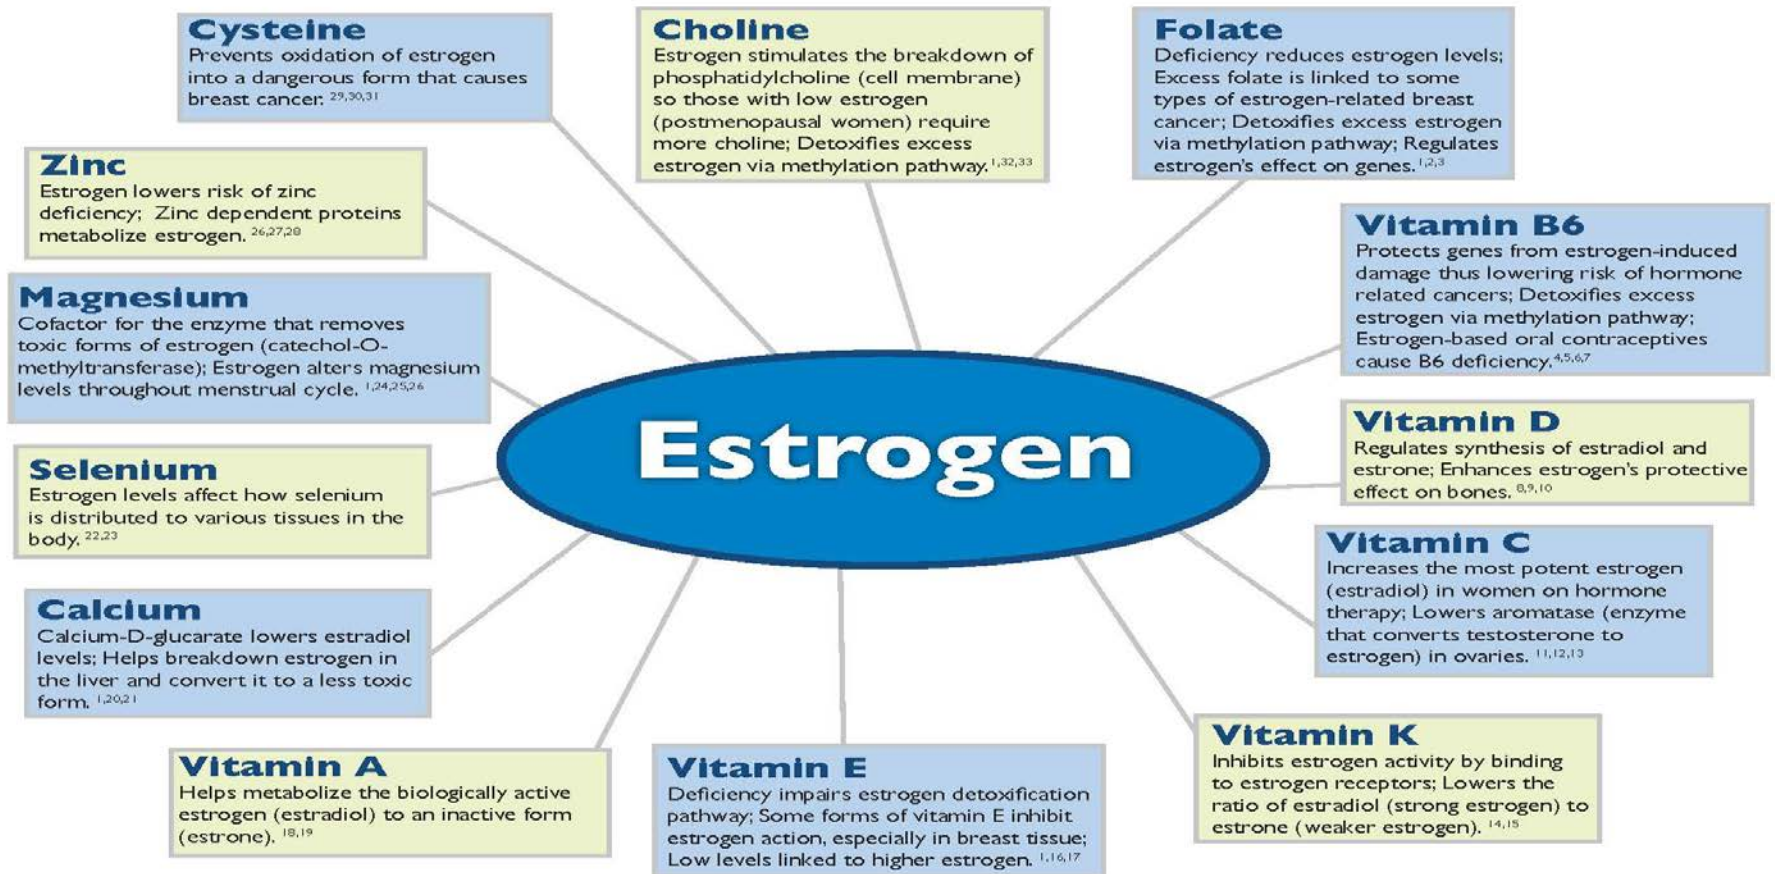 Cysteine
Prevents oxidation of estrogen
into a dangerous form that causes
breast cancer. 29,30,31
Choline
Estrogen stimulates the breakdown of
phosphatidylcholine (cell membrane)
so those with low estrogen
(postmenopausal women) require
more choline; Detoxifies excess
estrogen via methylation pathway. 1,32,33
Folate
Deficiency reduces estrogen levels;
Excess folate is linked to some
types of estrogen-related breast
cancer; Detoxifies excess estrogen
via methylation pathway; Regulates
estrogen's effect on genes. 1,2,3
Zinc
Estrogen lowers risk of zinc
deficiency; Zinc dependent proteins
metabolize estrogen. 26,27,28
Vitamin B6
Protects genes from estrogen-induced
damage thus lowering risk of hormone
related cancers; Detoxifies excess
estrogen via methylation pathway;
Estrogen-based oral contraceptives
cause B6 deficiency. 4,5,6,7
Magnesium
Cofactor for the enzyme that removes
toxic forms of estrogen (catechol-O-
methyltransferase); Estrogen alters magnesium
levels throughout menstrual cycle. 1,24,25,26
Estrogen
Vitamin D
Regulates synthesis of estradiol and
estrone; Enhances estrogen's protective
effect on bones. 8,9,10
Selenium
Estrogen levels affect how selenium
is distributed to various tissues in the
body. 22,23
Vitamin C
Increases the most potent estrogen
(estradiol) in women on hormone
therapy; Lowers aromatase (enzyme
that converts testosterone to
estrogen) in ovaries. 11,12,13
Calcium
Calcium-D-glucarate lowers estradiol
levels; Helps breakdown estrogen in
the liver and convert it to a less toxic
form. 1,20,21
Vitamin A
Helps metabolize the biologically active
estrogen (estradiol) to an inactive form
(estrone). 18,19
Vitamin E
Deficiency impairs estrogen detoxification
pathway; Some forms of vitamin E inhibit
estrogen action, especially in breast tissue;
Low levels linked to higher estrogen. 1,16,17
Vitamin K
Inhibits estrogen activity by binding
to estrogen receptors; Lowers the
ratio of estradiol (strong estrogen) to
estrone (weaker estrogen). 14,15